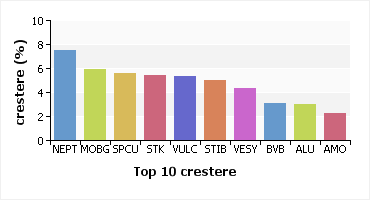 crestere (%)
10
8
6
4
2
0
NEPT MOBG SPCU STK VULC STIB VESY BVB ALU AMO
Top 10 crestere